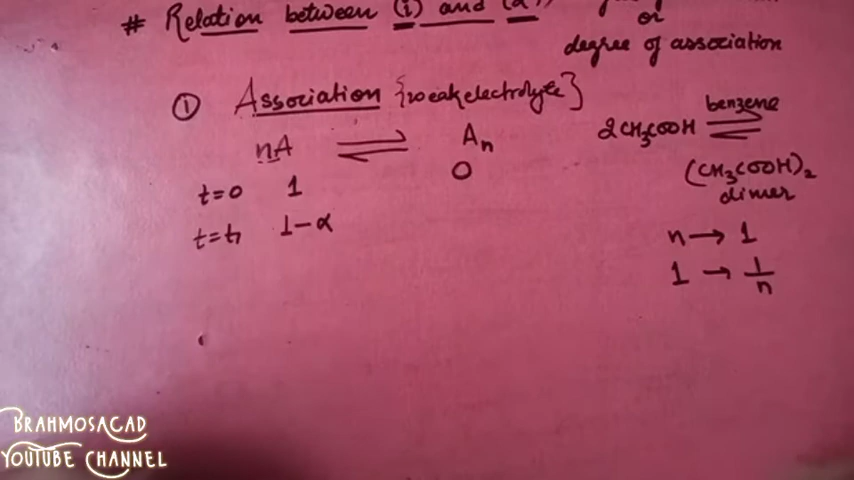 # Relation between (i) and (α)
or
degree of association
① Association {weak electrolyte}
nA ⇌ An
t=0 1 0
t=t₁ 1-α
2CH₃COOH benzene ⇌
(CH₃COOH)₂
dimer
n → 1
1 → 1/n
BRAHMOSACAD
YOUTUBE CHANNEL